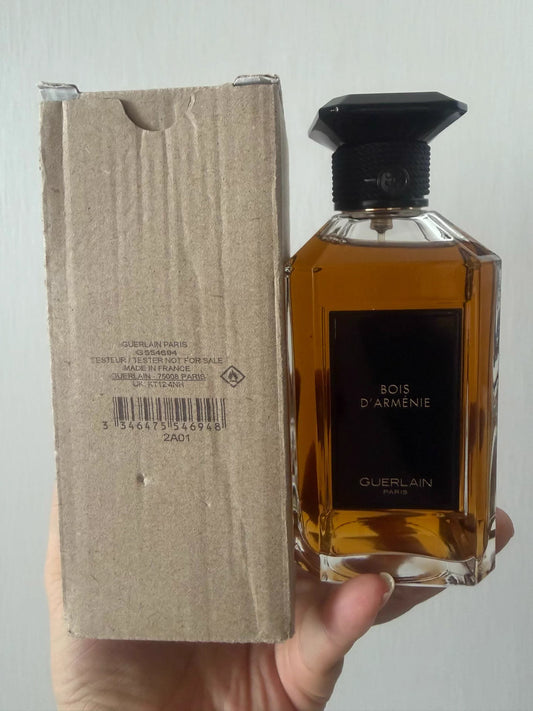 GUERLAIN PARIS
G554694
TESTEUR / TESTER NOT FOR SALE
MADE IN FRANCE
GUERLAIN - 75008 PARIS
UK KT12 4NH
3 346475 546948
2A01
BOIS
D'ARMÉNIE
GUERLAIN
PARIS